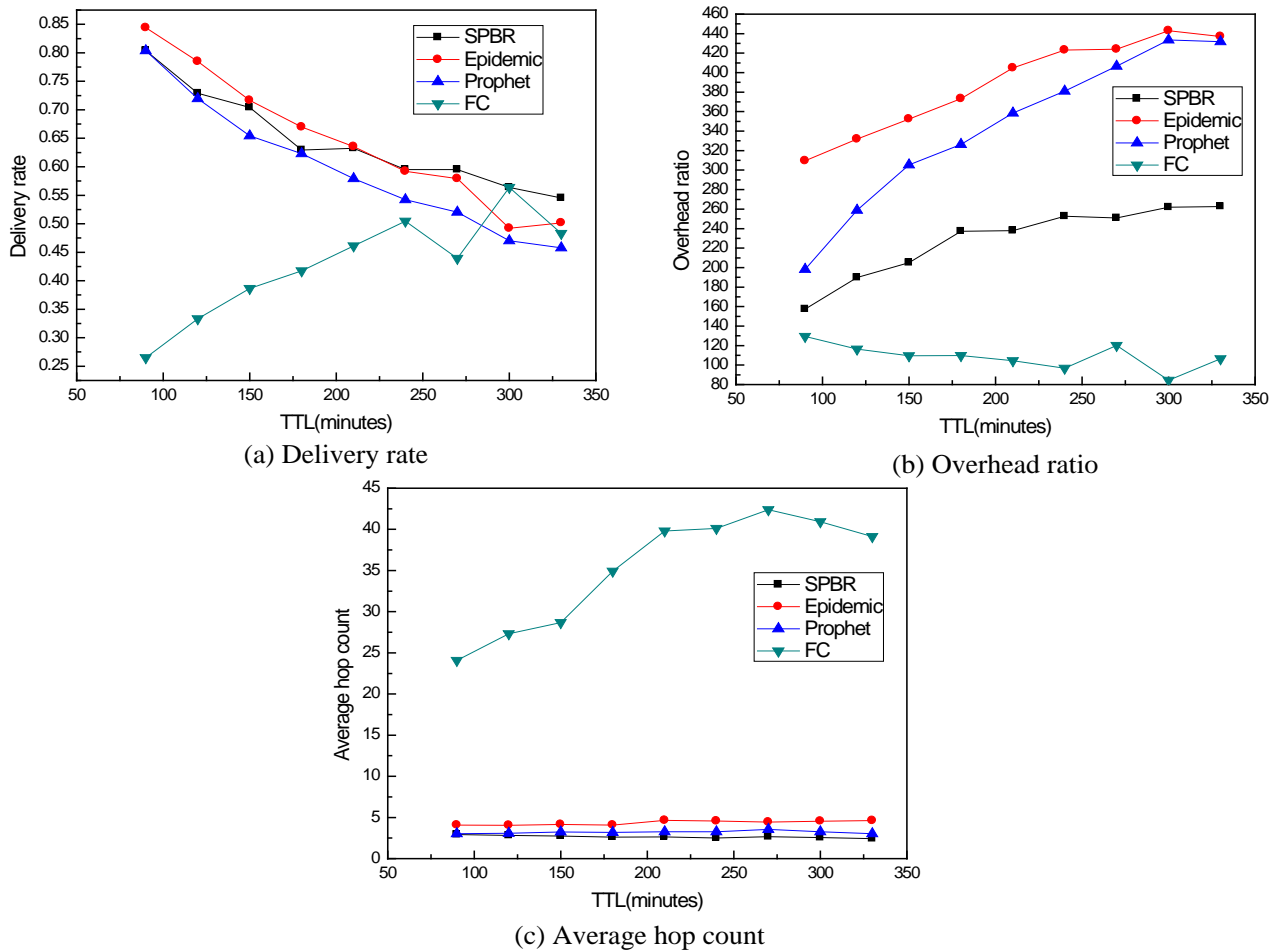 0.85
0.80
0.75
0.70
0.65
0.60
0.55
0.50
0.45
0.40
0.35
0.30
0.25
Delivery rate
SPBR
Epidemic
Prophet
FC
50 100 150 200 250 300 350
TTL(minutes)
(a) Delivery rate
460
440
420
400
380
360
340
320
300
280
260
240
220
200
180
160
140
120
100
80
Overhead ratio
SPBR
Epidemic
Prophet
FC
50 100 150 200 250 300 350
TTL(minutes)
(b) Overhead ratio
45
40
35
30
25
20
15
10
5
0
Average hop count
SPBR
Epidemic
Prophet
FC
50 100 150 200 250 300 350
TTL(minutes)
(c) Average hop count